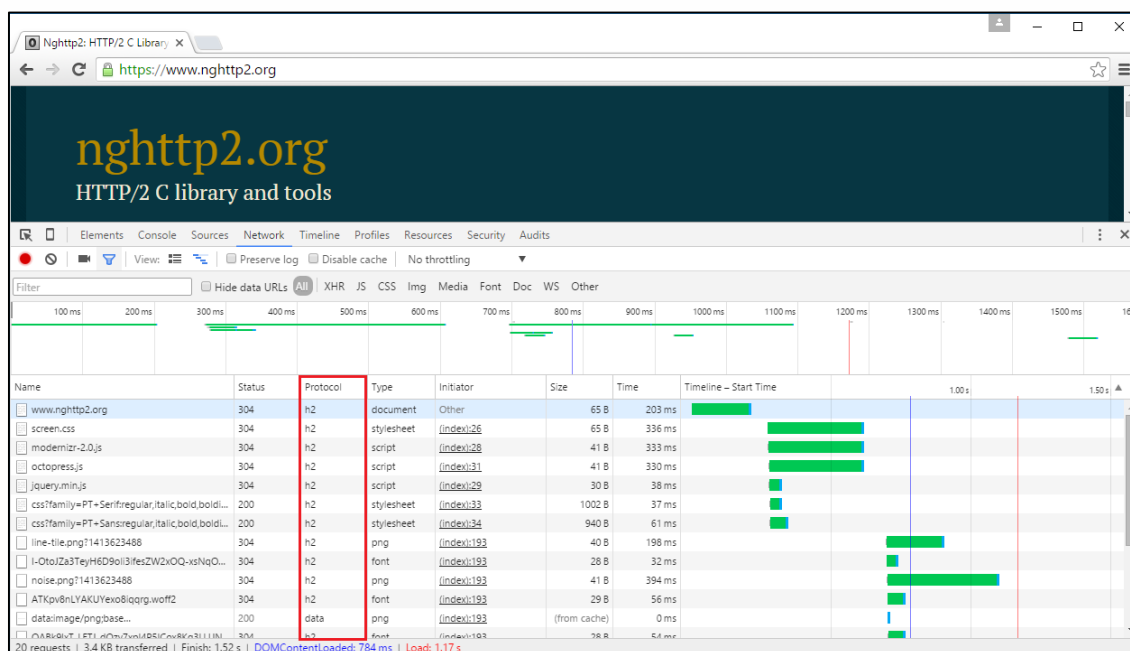 Nghttp2: HTTP/2 C Library
https://www.nghttp2.org
nghttp2.org
HTTP/2 C library and tools
Elements Console Sources Network Timeline Profiles Resources Security Audits
View: Preserve log Disable cache No throttling
Filter Hide data URLs All XHR JS CSS Img Media Font Doc WS Other
100 ms 200 ms 300 ms 400 ms 500 ms 600 ms 700 ms 800 ms 900 ms 1000 ms 1100 ms 1200 ms 1300 ms 1400 ms 1500 ms 16
Name Status Protocol Type Initiator Size Time Timeline – Start Time 1.00 s 1.50 s
www.nghttp2.org 304 h2 document Other 65 B 203 ms
screen.css 304 h2 stylesheet (index):26 65 B 336 ms
modernizr-2.0.js 304 h2 script (index):28 41 B 333 ms
octopress.js 304 h2 script (index):31 41 B 330 ms
jquery.min.js 304 h2 script (index):29 30 B 38 ms
css?family=PT+Serif:regular,italic,bold,boldi... 200 h2 stylesheet (index):33 1002 B 37 ms
css?family=PT+Sans:regular,italic,bold,boldi... 200 h2 stylesheet (index):34 940 B 61 ms
line-tile.png?1413623488 304 h2 png (index):193 40 B 198 ms
304 h2 font (index):193 28 B 32 ms
noise.png?1413623488 304 h2 png (index):193 41 B 394 ms
ATKpv8nLYAKUYexo8iqqrg.woff2 304 h2 font (index):193 29 B 56 ms
data:image/png;base... 200 data png (index):193 (from cache) 0 ms
304 h2 font (index):193 28 B 54 ms
20 requests | 3.4 KB transferred | Finish: 1.52 s | DOMContentLoaded: 784 ms | Load: 1.17 s